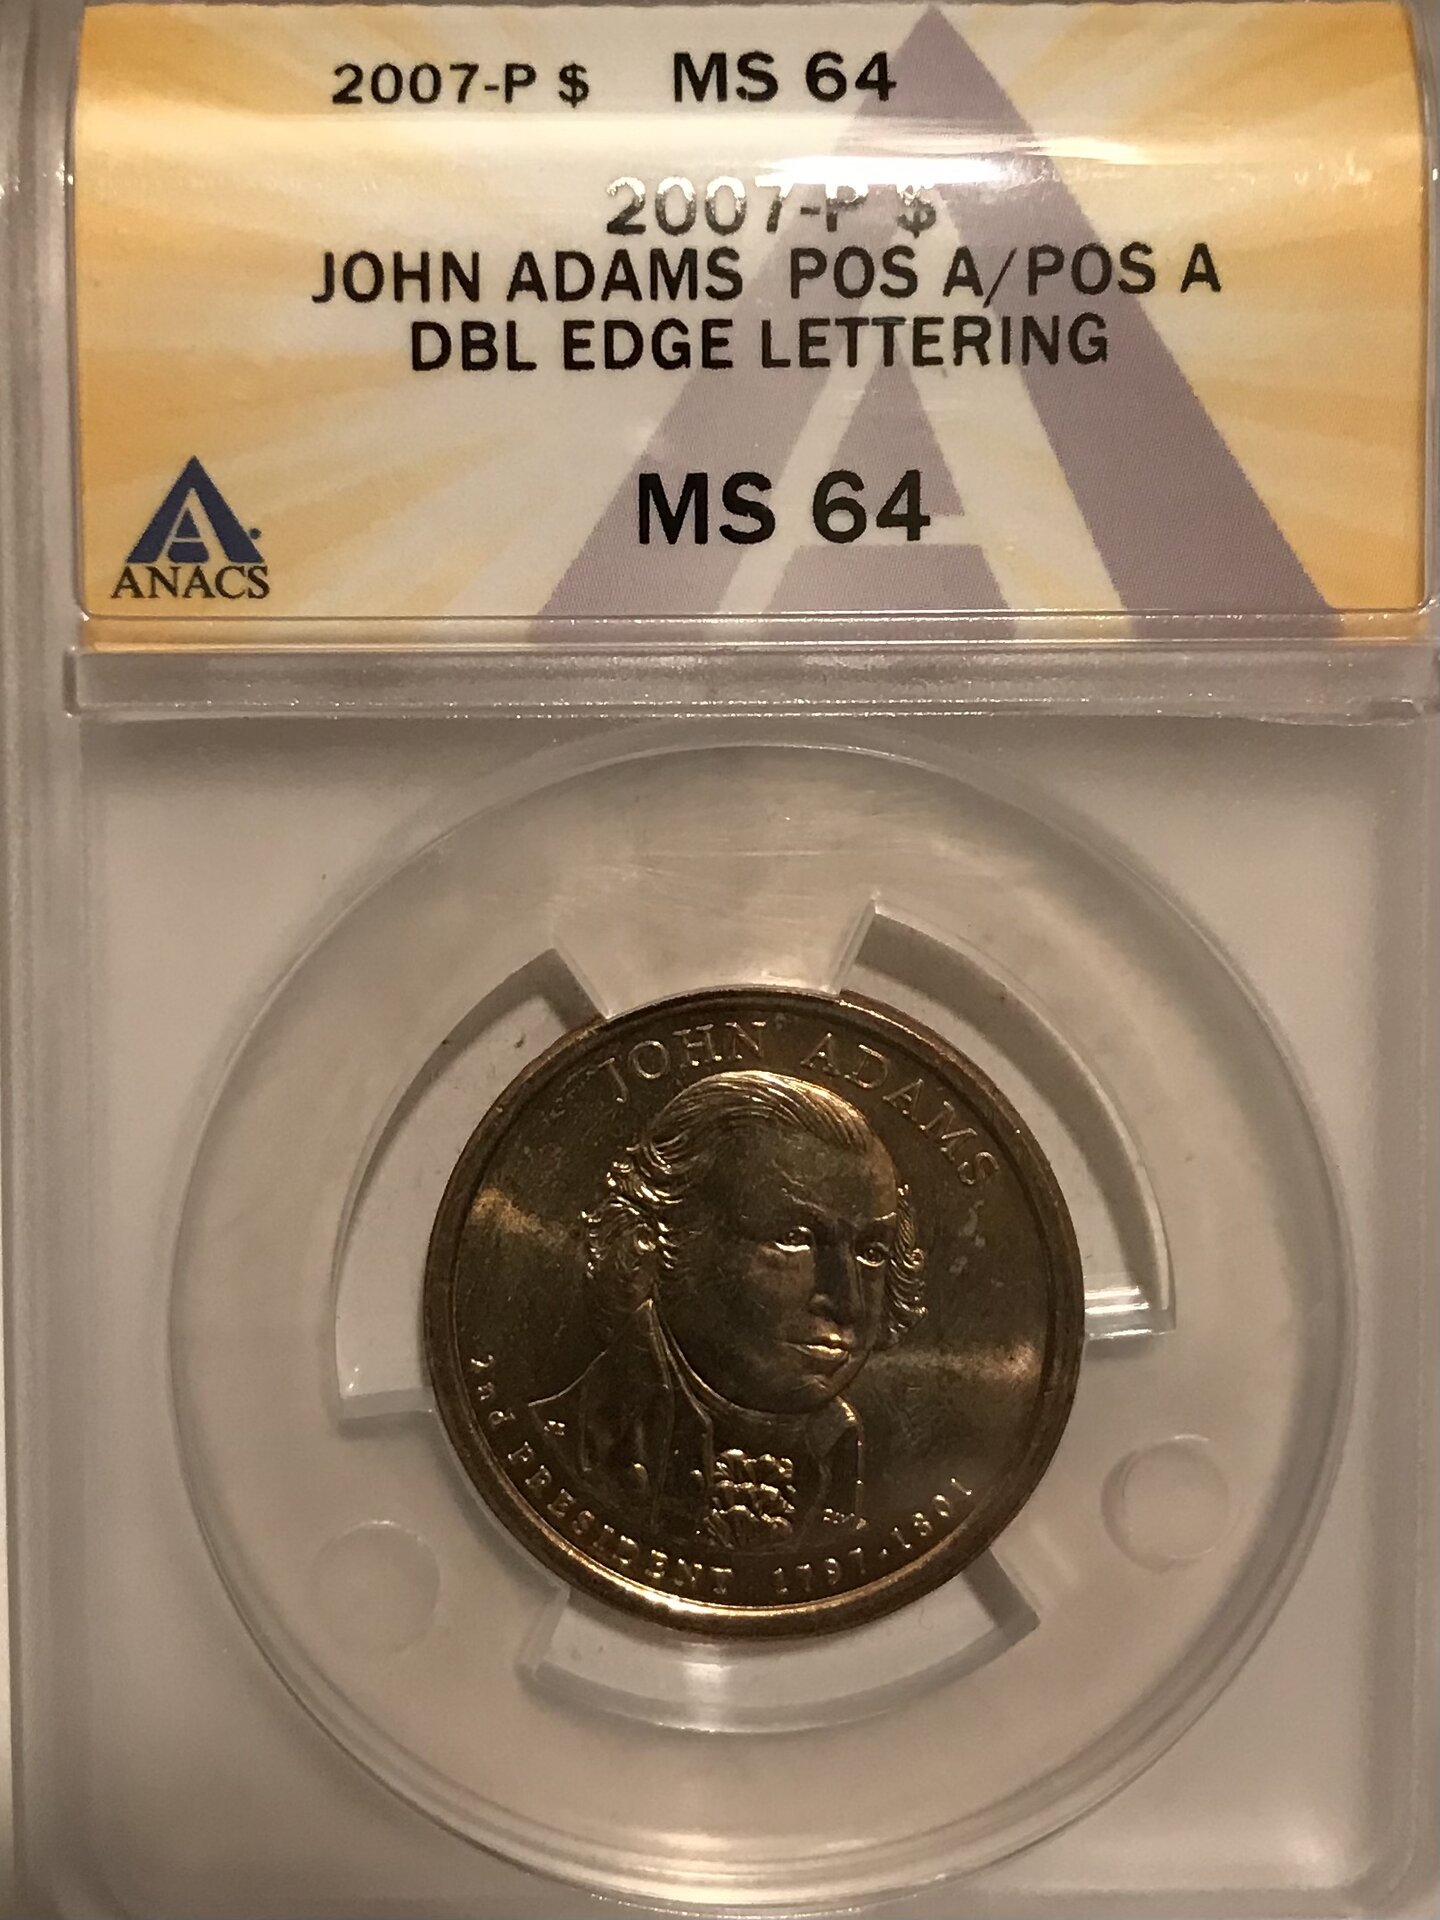 2007-P $ MS 64
2007-P $
JOHN ADAMS POS A/POS A
DBL EDGE LETTERING
MS 64
ANACS
JOHN ADAMS
2nd PRESIDENT 1797-1801